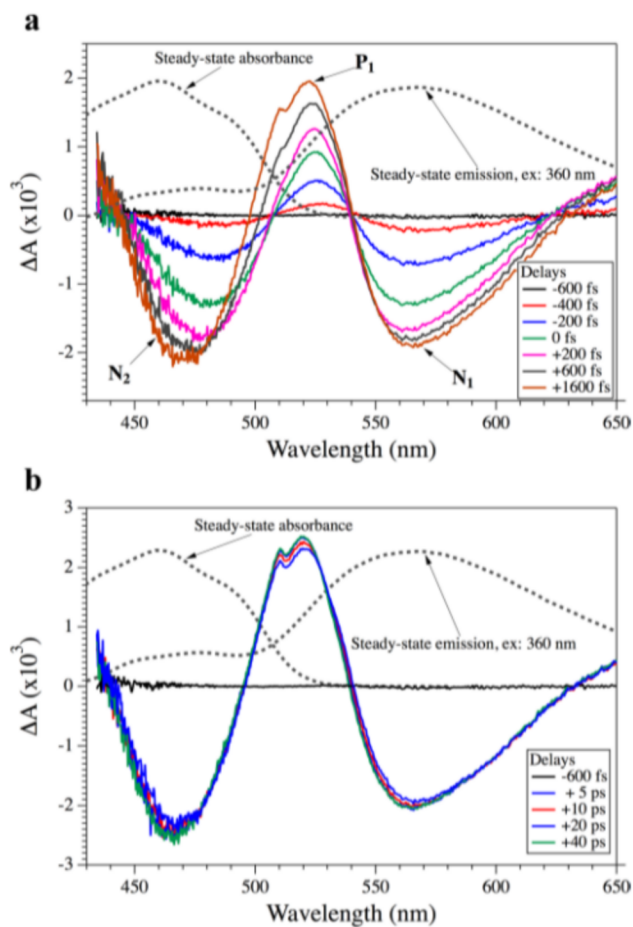 a
Steady-state absorbance
P1
Steady-state emission, ex: 360 nm
N2
N1
ΔA (x10³)
2
1
0
-1
-2
Delays
-600 fs
-400 fs
-200 fs
0 fs
+200 fs
+600 fs
+1600 fs
450
500
550
600
650
Wavelength (nm)
b
Steady-state absorbance
Steady-state emission, ex: 360 nm
ΔA (x10³)
3
2
1
0
-1
-2
-3
Delays
-600 fs
+ 5 ps
+10 ps
+20 ps
+40 ps
450
500
550
600
650
Wavelength (nm)